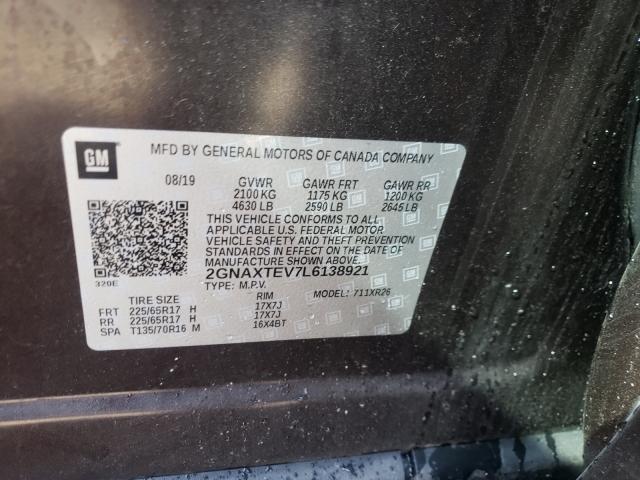 GM
MFD BY GENERAL MOTORS OF CANADA COMPANY
08/19 GVWR GAWR FRT GAWR RR
2100 KG 1175 KG 1200 KG
4630 LB 2590 LB 2645 LB
THIS VEHICLE CONFORMS TO ALL
APPLICABLE U.S. FEDERAL MOTOR
VEHICLE SAFETY AND THEFT PREVENTION
STANDARDS IN EFFECT ON THE DATE OF
MANUFACTURE SHOWN ABOVE.
2GNAXTEV7L6138921
320E TYPE: M.P.V. MODEL: 711XR26
TIRE SIZE RIM
FRT 225/65R17 H 17X7J
RR 225/65R17 H 17X7J
SPA T135/70R16 M 16X4BT